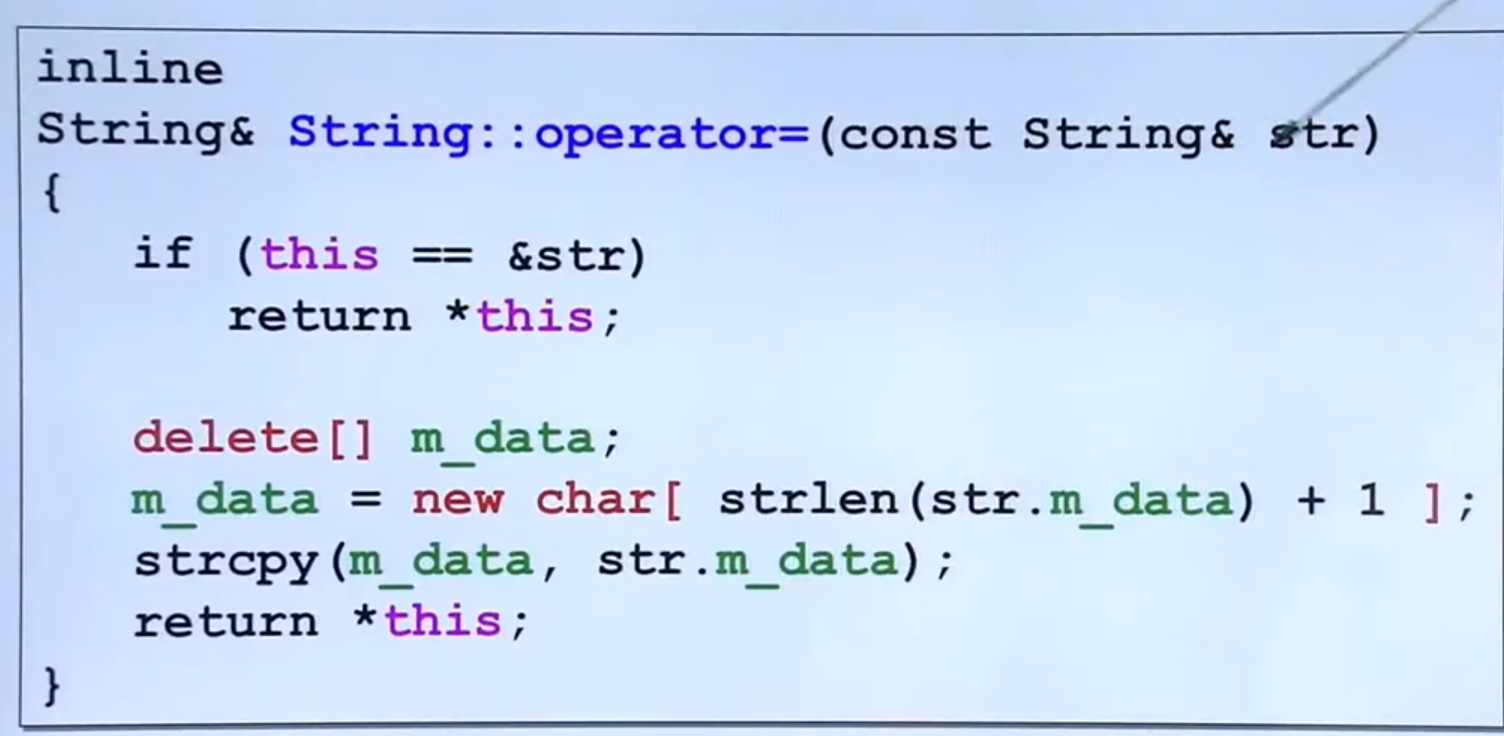 inline
String& String::operator=(const String& str)
{
if (this == &str)
return *this;
delete[] m_data;
m_data = new char[ strlen(str.m_data) + 1 ];
strcpy(m_data, str.m_data);
return *this;
}